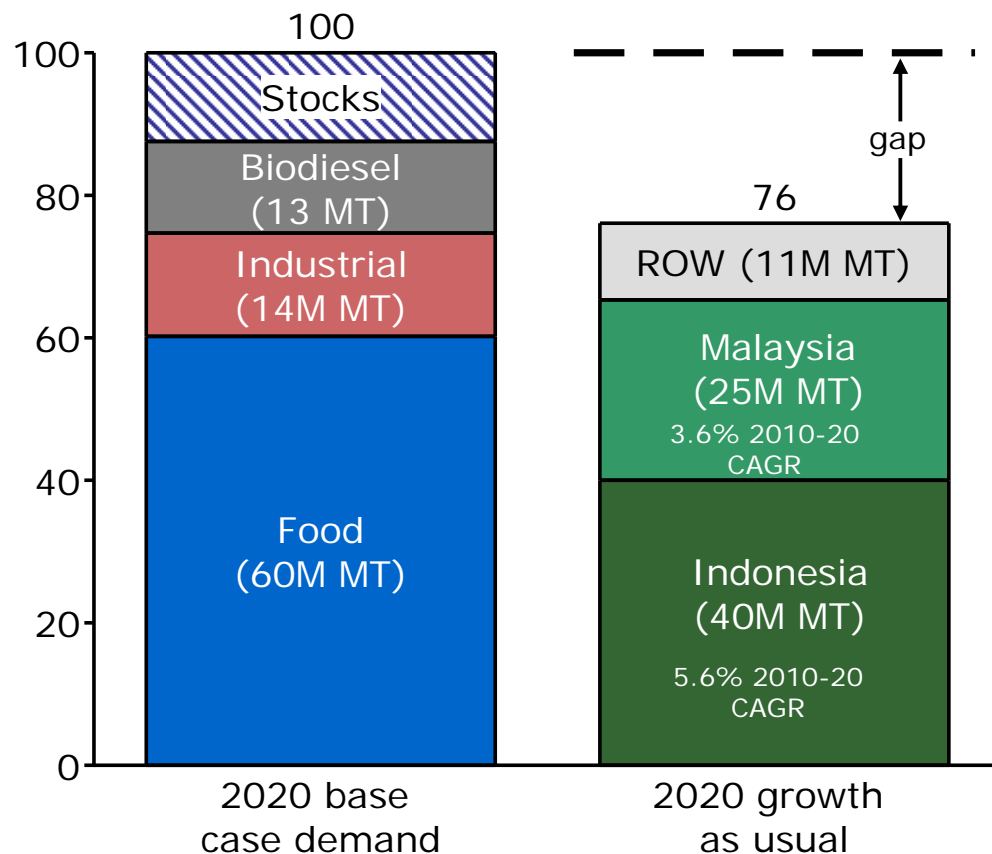 100
100
80
60
40
20
0
Stocks
Biodiesel
(13 MT)
Industrial
(14M MT)
Food
(60M MT)
2020 base
case demand
gap
76
ROW (11M MT)
Malaysia
(25M MT)
3.6% 2010-20
CAGR
Indonesia
(40M MT)
5.6% 2010-20
CAGR
2020 growth
as usual